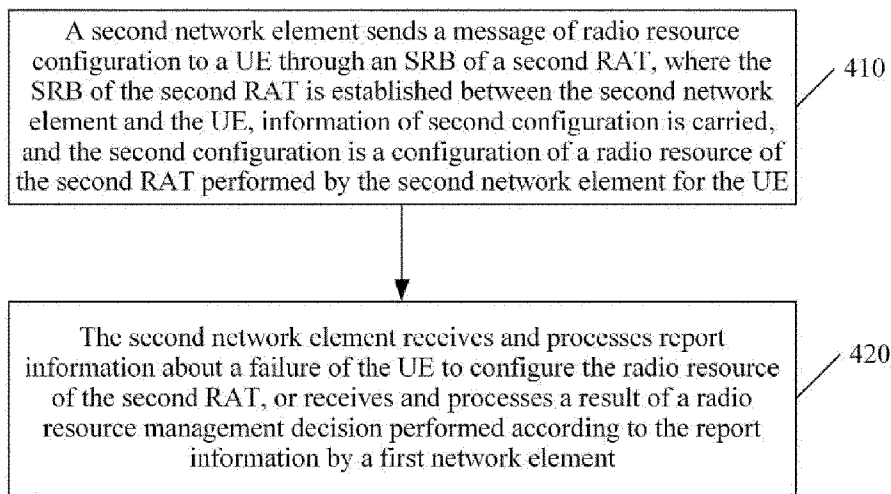 A second network element sends a message of radio resource
configuration to a UE through an SRB of a second RAT, where the
SRB of the second RAT is established between the second network
element and the UE, information of second configuration is carried,
and the second configuration is a configuration of a radio resource of
the second RAT performed by the second network element for the UE
410
The second network element receives and processes report
information about a failure of the UE to configure the radio resource
of the second RAT, or receives and processes a result of a radio
resource management decision performed according to the report
information by a first network element
420